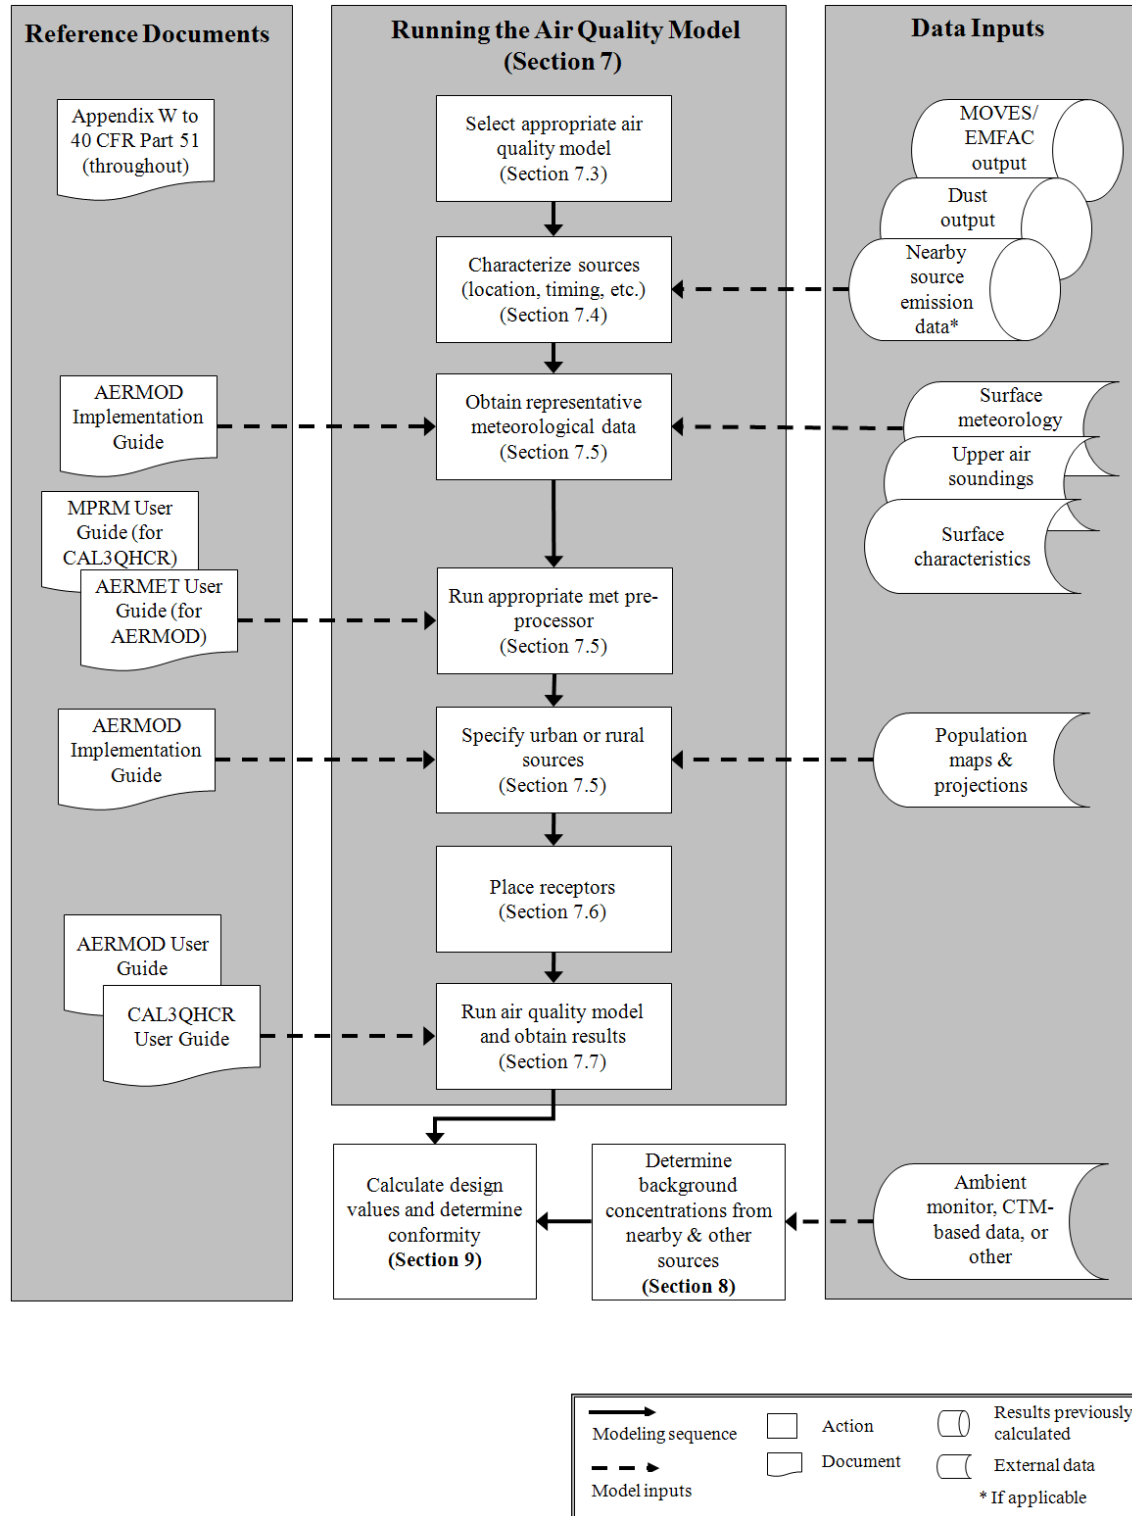 Reference Documents
Appendix W to
40 CFR Part 51
(throughout)
AERMOD
Implementation
Guide
MPRM User
Guide (for
CAL3QHCR)
AERMET User
Guide (for
AERMOD)
AERMOD
Implementation
Guide
AERMOD User
Guide
CAL3QHCR
User Guide
Running the Air Quality Model
(Section 7)
Select appropriate air
quality model
(Section 7.3)
Characterize sources
(location, timing, etc.)
(Section 7.4)
Obtain representative
meteorological data
(Section 7.5)
Run appropriate met pre-
processor
(Section 7.5)
Specify urban or rural
sources
(Section 7.5)
Place receptors
(Section 7.6)
Run air quality model
and obtain results
(Section 7.7)
Calculate design
values and determine
conformity
(Section 9)
Determine
background
concentrations from
nearby & other
sources
(Section 8)
Data Inputs
MOVES/
EMFAC
output
Dust
output
Nearby
source
emission
data*
Surface
meteorology
Upper air
soundings
Surface
characteristics
Population
maps &
projections
Ambient
monitor, CTM-
based data, or
other
Modeling sequence
Model inputs
Action
Document
Results previously
calculated
External data
* If applicable